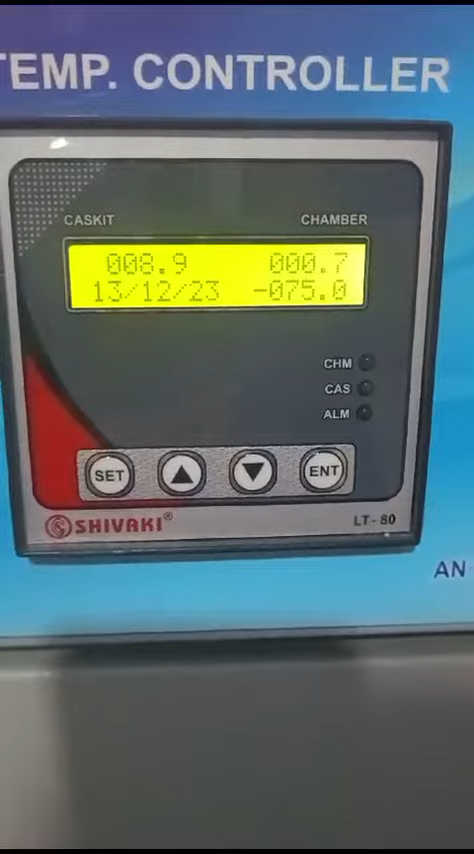 TEMP. CONTROLLER
CASKIT CHAMBER
008.9 000.7
13/12/23 -075.0
CHM
CAS
ALM
SET ENT
SHIVAKI®
LT-80
AN